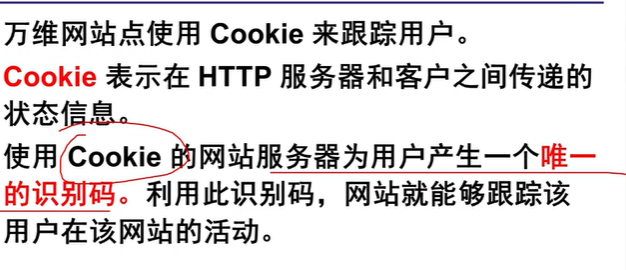 万维网站点使用 Cookie 来跟踪用户。
Cookie 表示在 HTTP 服务器和客户之间传递的
状态信息。
使用 Cookie 的网站服务器为用户产生一个唯一
的识别码。利用此识别码，网站就能够跟踪该
用户在该网站的活动。